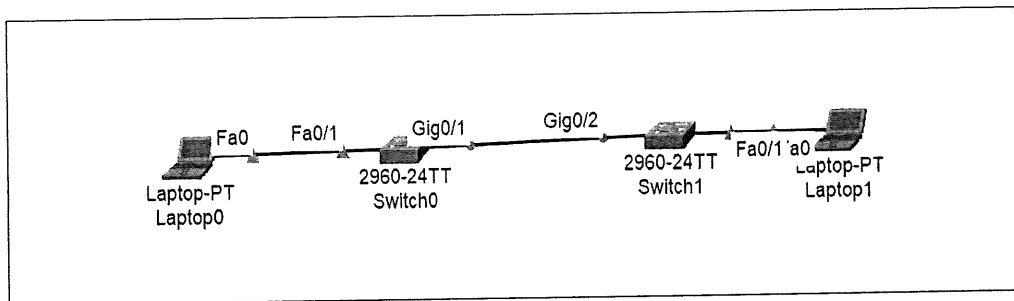 Fa0
Fa0/1
Gig0/1
Gig0/2
Fa0/1
a0
Laptop-PT
Laptop0
2960-24TT
Switch0
2960-24TT
Switch1
Laptop-PT
Laptop1